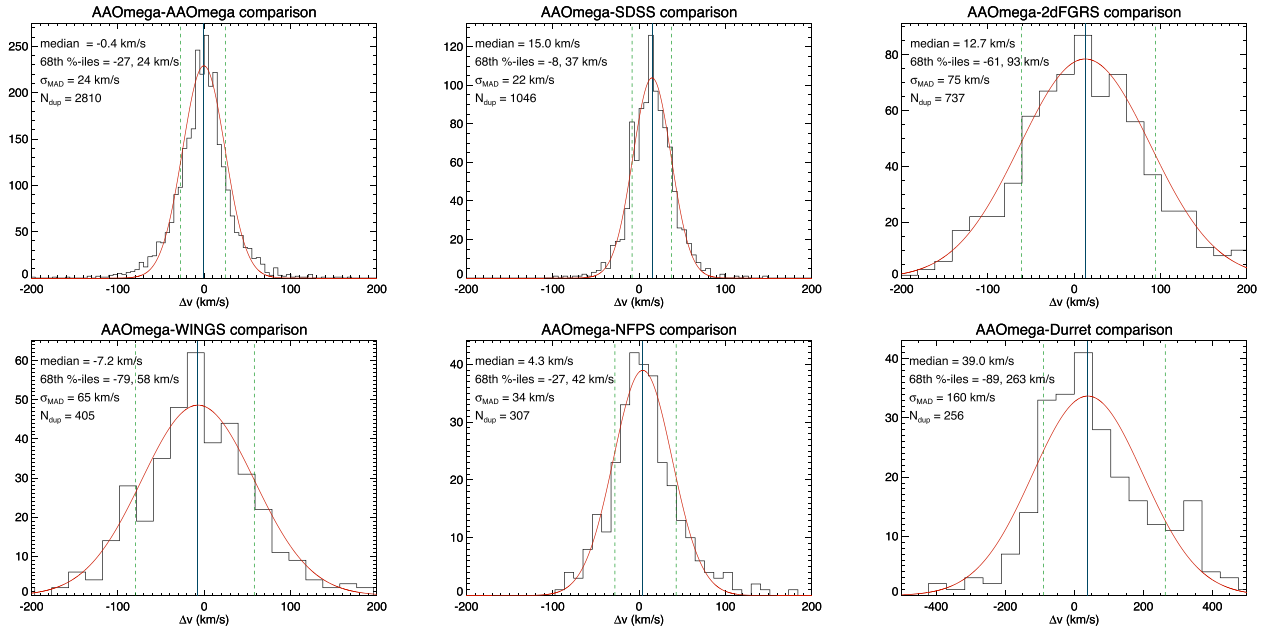 AAOmega-AAOmega comparison
median = -0.4 km/s
68th %-iles = -27, 24 km/s
σMAD = 24 km/s
Ndup = 2810
250
200
150
100
50
0
-200 -100 0 100 200
Δv (km/s)
AAOmega-SDSS comparison
median = 15.0 km/s
68th %-iles = -8, 37 km/s
σMAD = 22 km/s
Ndup = 1046
120
100
80
60
40
20
0
-200 -100 0 100 200
Δv (km/s)
AAOmega-2dFGRS comparison
median = 12.7 km/s
68th %-iles = -61, 93 km/s
σMAD = 75 km/s
Ndup = 737
80
60
40
20
0
-200 -100 0 100 200
Δv (km/s)
AAOmega-WINGS comparison
median = -7.2 km/s
68th %-iles = -79, 58 km/s
σMAD = 65 km/s
Ndup = 405
60
50
40
30
20
10
0
-200 -100 0 100 200
Δv (km/s)
AAOmega-NFPS comparison
median = 4.3 km/s
68th %-iles = -27, 42 km/s
σMAD = 34 km/s
Ndup = 307
40
30
20
10
0
-200 -100 0 100 200
Δv (km/s)
AAOmega-Durret comparison
median = 39.0 km/s
68th %-iles = -89, 263 km/s
σMAD = 160 km/s
Ndup = 256
40
30
20
10
0
-400 -200 0 200 400
Δv (km/s)